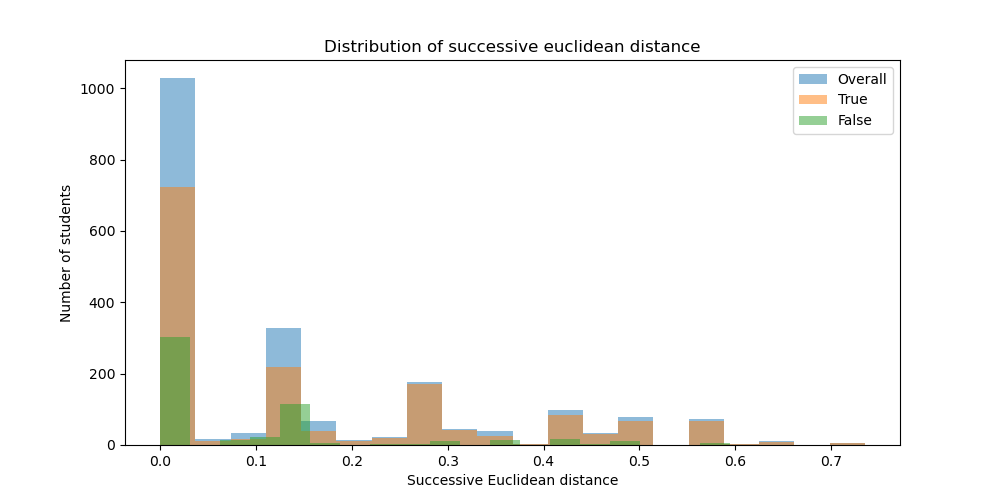 Distribution of successive euclidean distance
Overall
True
False
1000
800
600
400
200
0
Number of students
0.0 0.1 0.2 0.3 0.4 0.5 0.6 0.7
Successive Euclidean distance